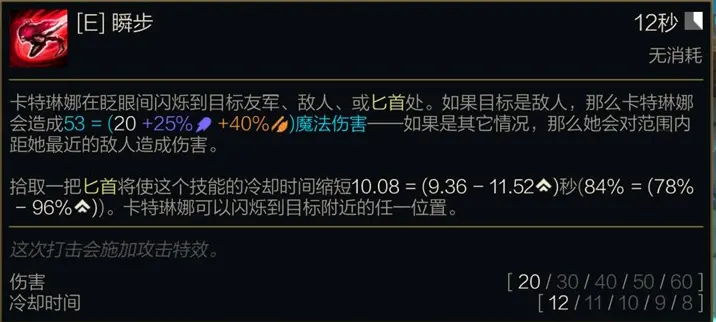 [E] 瞬步
12秒
无消耗
卡特琳娜在眨眼间闪烁到目标友军、敌人、或匕首处。如果目标是敌人，那么卡特琳娜
会造成53 = (20 +25% +40%)魔法伤害——如果是其它情况，那么她会对范围内
距她最近的敌人造成伤害。
拾取一把匕首将使这个技能的冷却时间缩短10.08 = (9.36 - 11.52)秒(84% = (78%
- 96%))。卡特琳娜可以闪烁到目标附近的任一位置。
这次打击会施加攻击特效。
伤害
[ 20 / 30 / 40 / 50 / 60 ]
冷却时间
[ 12 / 11 / 10 / 9 / 8 ]